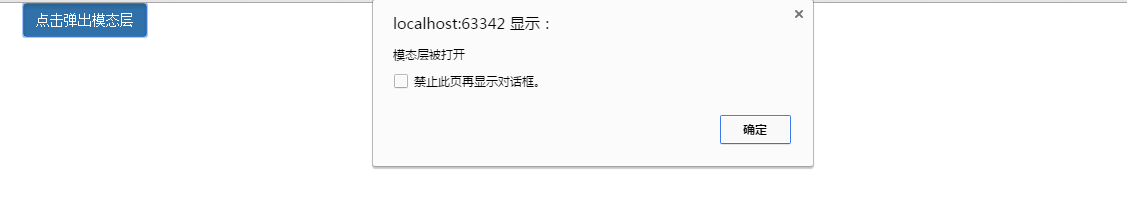 点击弹出模态层
localhost:63342 显示：
模态层被打开
禁止此页再显示对话框。
确定